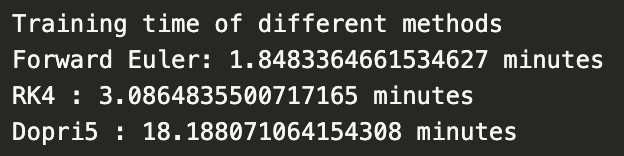 Training time of different methods
Forward Euler: 1.8483364661534627 minutes
RK4 : 3.0864835500717165 minutes
Dopri5 : 18.188071064154308 minutes